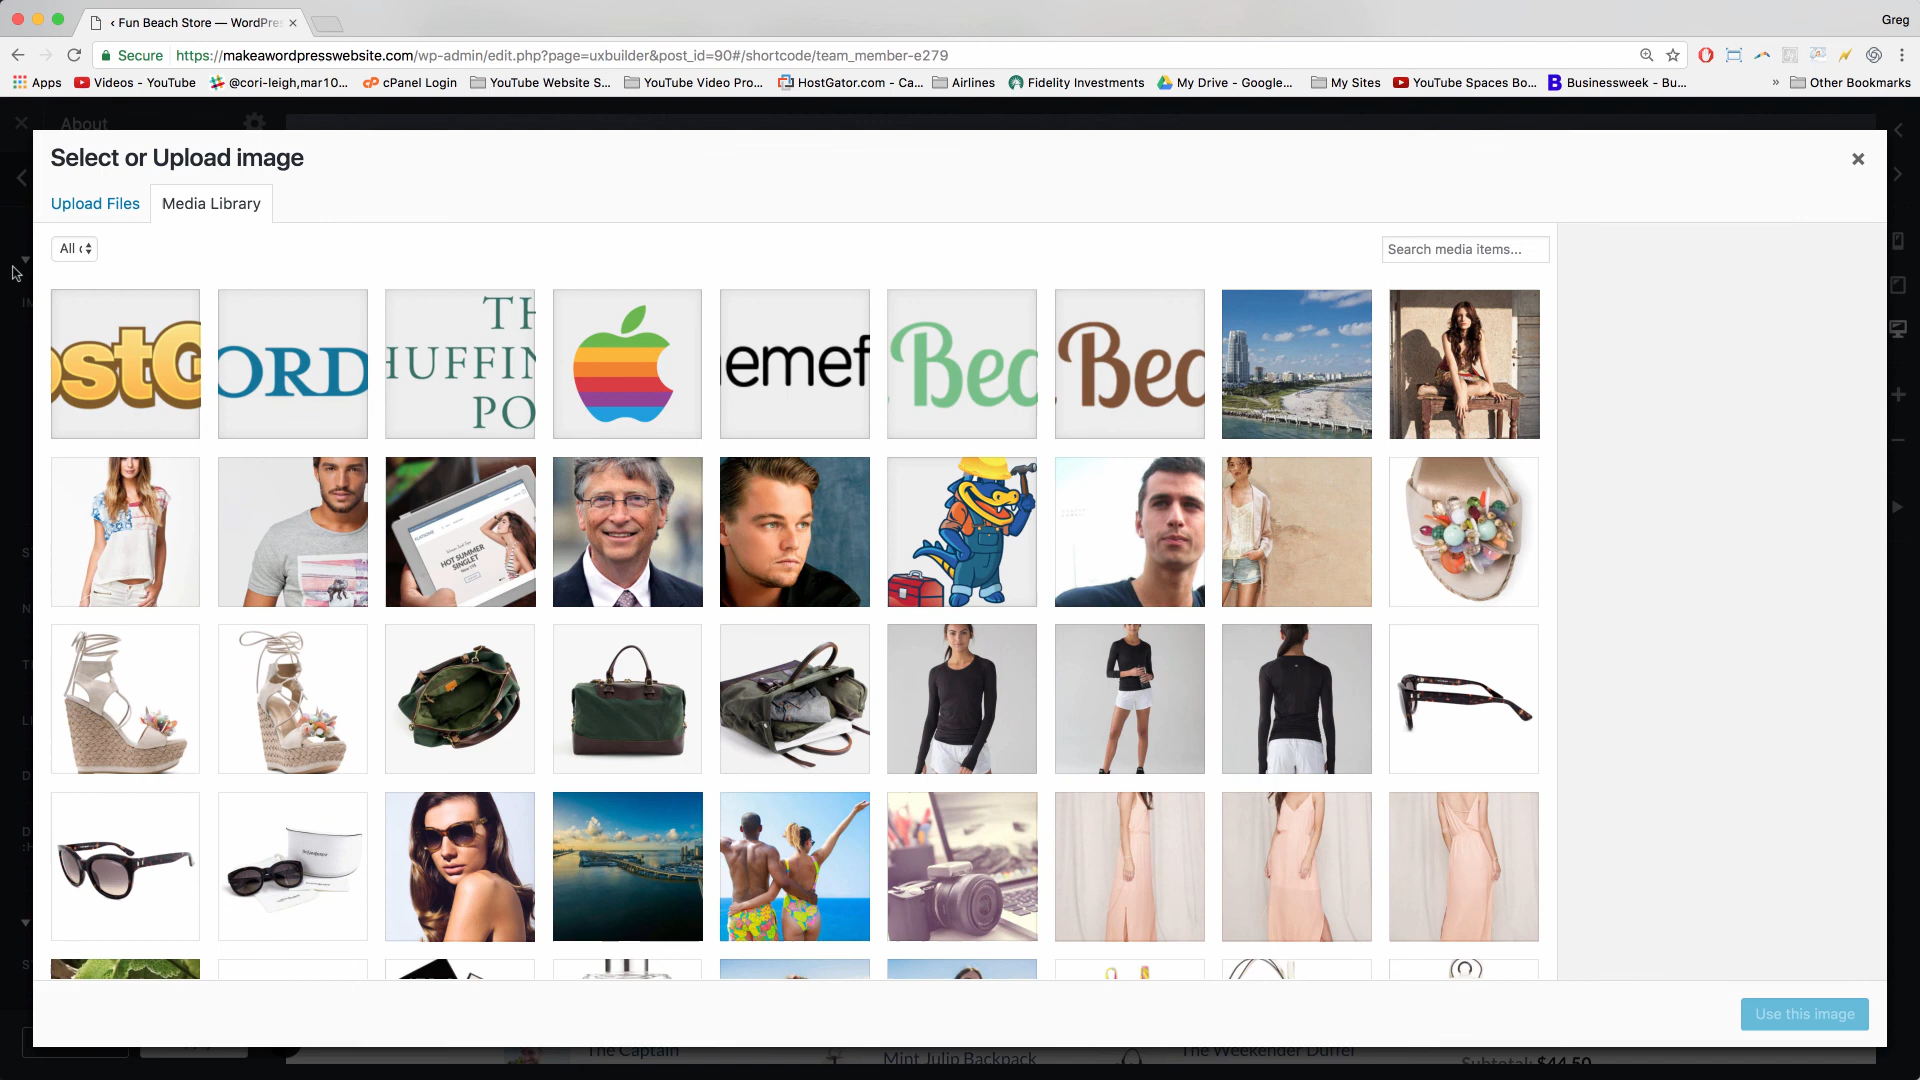 ‹ Fun Beach Store — WordPre
Greg
Secure https://makeawordpresswebsite.com/wp-admin/edit.php?page=uxbuilder&post_id=90#/shortcode/team_member-e279
Apps Videos - YouTube @cori-leigh,mar10... cPanel Login YouTube Website S... YouTube Video Pro... HostGator.com - Ca... Airlines Fidelity Investments My Drive - Google... My Sites YouTube Spaces Bo... Businessweek - Bu... » Other Bookmarks
About
Select or Upload image
Upload Files Media Library
All
Search media items...
ostG
ORD
TH
HUFFIN
PO
emef
Bea
Bea
HOT SUMMER
SINGLET
Use this image
The Captain
Mint Julip Backpack
The Weekender Duffel
Subtotal: $44.50